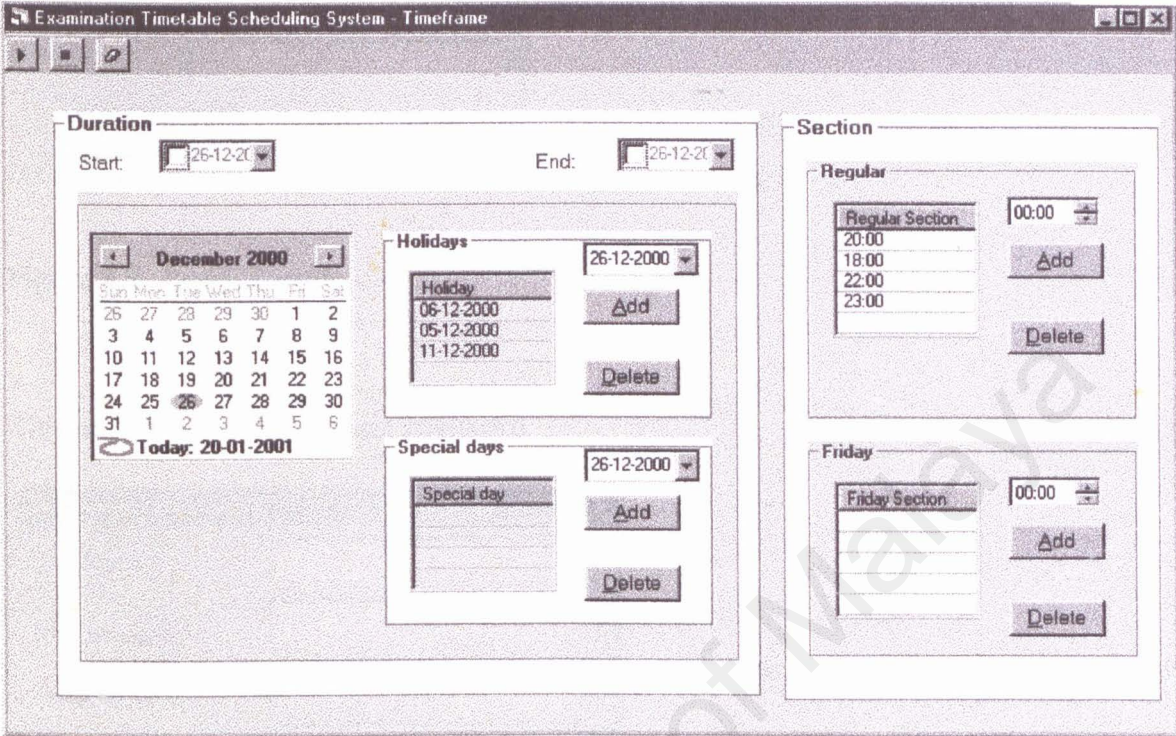 Examination Timetable Scheduling System - Timeframe
Duration
Start:
26-12-20
End:
26-12-20
December 2000
Sun Mon Tue Wed Thu Fri Sat
26 27 28 29 30 1 2
3 4 5 6 7 8 9
10 11 12 13 14 15 16
17 18 19 20 21 22 23
24 25 26 27 28 29 30
31 1 2 3 4 5 6
Today: 20-01-2001
Holidays
26-12-2000
Holiday
06-12-2000
05-12-2000
11-12-2000
Add
Delete
Special days
26-12-2000
Special day
Add
Delete
Section
Regular
00:00
Regular Section
20:00
18:00
22:00
23:00
Add
Delete
Friday
00:00
Friday Section
Add
Delete
of Malaya